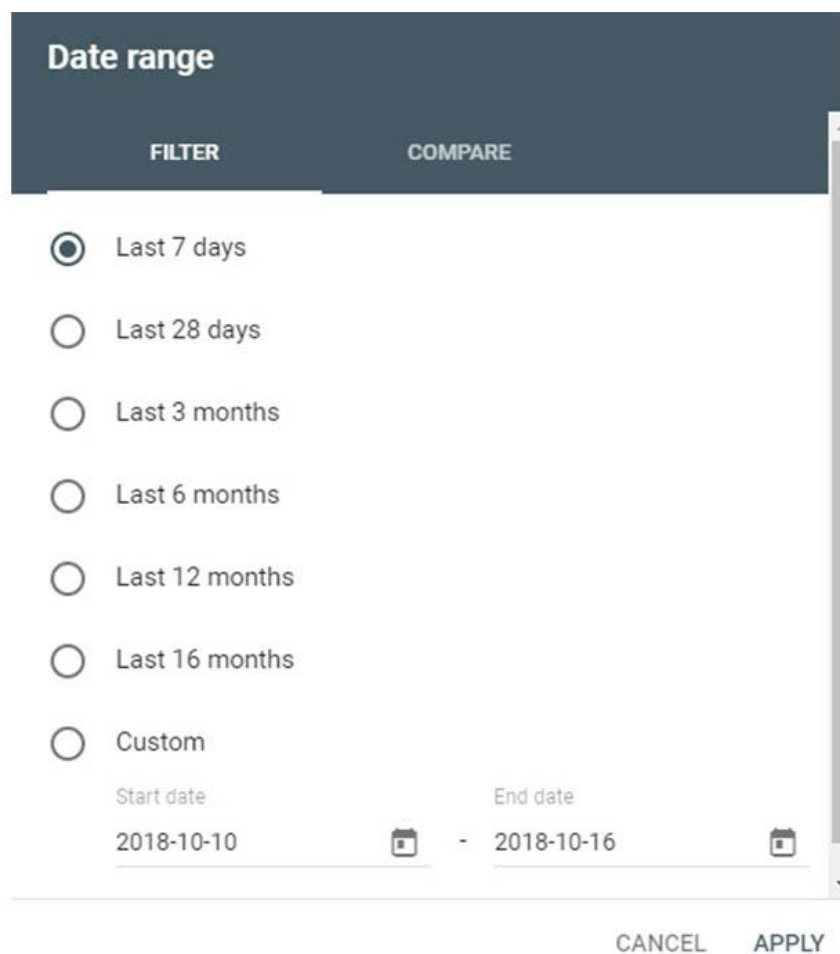 Date range
FILTER COMPARE
Last 7 days
Last 28 days
Last 3 months
Last 6 months
Last 12 months
Last 16 months
Custom
Start date End date
2018-10-10 - 2018-10-16
CANCEL APPLY